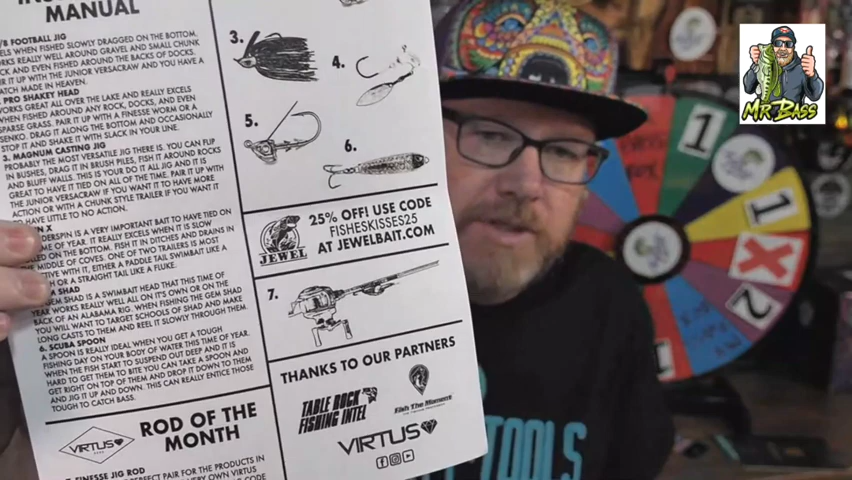 MANUAL
/8 FOOTBALL JIG
ELS WHEN FISHED SLOWLY DRAGGED ON THE BOTTOM.
ORKS REALLY WELL AROUND GRAVEL AND SMALL CHUNK
CK AND EVEN FISHED AROUND THE BACKS OF DOCKS.
IR IT UP WITH THE JUNIOR VERSACRAW AND YOU HAVE A
ATCH MADE IN HEAVEN.
PRO SHAKEY HEAD
WORKS GREAT ALL OVER THE LAKE AND REALLY EXCELS
WHEN FISHED AROUND ANY ROCK, DOCKS, AND EVEN
SPARSE GLASS. PAIR IT UP WITH A FINESSE WORM OR A
SENKO. DRAG IT ALONG THE BOTTOM AND OCCASIONALLY
STOP IT AND SHAKE IT WITH SLACK IN YOUR LINE.
3. MAGNUM CASTING JIG
PROBABLY THE MOST VERSATILE JIG THERE IS. YOU CAN FLIP
IN BUSHES, DRAG IT IN BRUSH PILES, FISH IT AROUND ROCKS
AND BLUFF WALLS. THIS IS YOUR DO IT ALL JIG AND IS
GREAT TO HAVE IT TIED ON ALL OF THE TIME. PAIR IT UP WITH
THE JUNIOR VERSACRAW IF YOU WANT IT TO HAVE MORE
ACTION OR WITH A CHUNK STYLE TRAILER IF YOU WANT
TO HAVE LITTLE TO NO ACTION.
N X
DERSPIN IS A VERY IMPORTANT BAIT TO HAVE TIED ON
ME OF YEAR. IT REALLY EXCELS WHEN IT IS SLOW
LED ON THE BOTTOM. FISH IT IN DITCHES AND DRAINS IN
E MIDDLE OF COVES. ONE OF TWO TRAILERS IS MOST
CTIVE WITH IT, EITHER A PADDLE TAIL SWIMBAIT LIKE A
H OR A STRAIGHT TAIL LIKE A FLUKE.
SHAD
GEM SHAD IS A SWIMBAIT HEAD THAT THIS TIME OF
YEAR WORKS REALLY WELL ALL ON IT'S OWN OR ON THE
BACK OF AN ALABAMA RIG. WHEN FISHING THE GEM SHAD
YOU WILL WANT TO TARGET SCHOOLS OF SHAD AND MAKE
LONG CASTS TO THEM AND REEL IT SLOWLY THROUGH THEM.
6. SCUBA SPOON
A SPOON IS REALLY IDEAL WHEN YOU GET A TOUGH
FISHING DAY ON YOUR BODY OF WATER THIS TIME OF YEAR.
WHEN THE FISH START TO SUSPEND OUT DEEP AND IT IS
HARD TO GET THEM TO BITE YOU CAN TAKE A SPOON AND
GET RIGHT ON TOP OF THEM AND DROP IT DOWN TO THEM
AND JIG IT UP AND DOWN. THIS CAN REALLY ENTICE THOSE
TOUGH TO CATCH BASS.
VIRTUS
ROD OF THE
MONTH
FINESSE JIG ROD
3.
4.
5.
6.
JEWEL
25% OFF! USE CODE
FISHESKISSES25
AT JEWELBAIT.COM
7.
THANKS TO OUR PARTNERS
TABLE ROCK
FISHING INTEL
Fish The Moment
VIRTUS
TOOLS
1
1
X
2
MR BASS